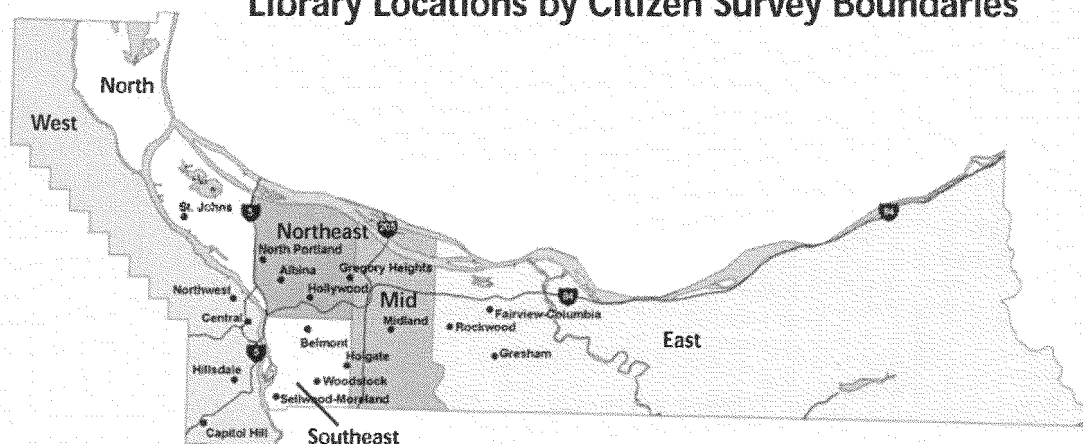 Library Locations by Citizen Survey Boundaries
North
West
St. Johns
5
Northeast
205
84
North Portland
Albina
Gregory Heights
Northwest
Hollywood
Mid
84
Central
Midland
Fairview-Columbia
Rockwood
Belmont
East
5
Holgate
Gresham
Hillsdale
Woodstock
Sellwood-Moreland
Capitol Hill
Southeast